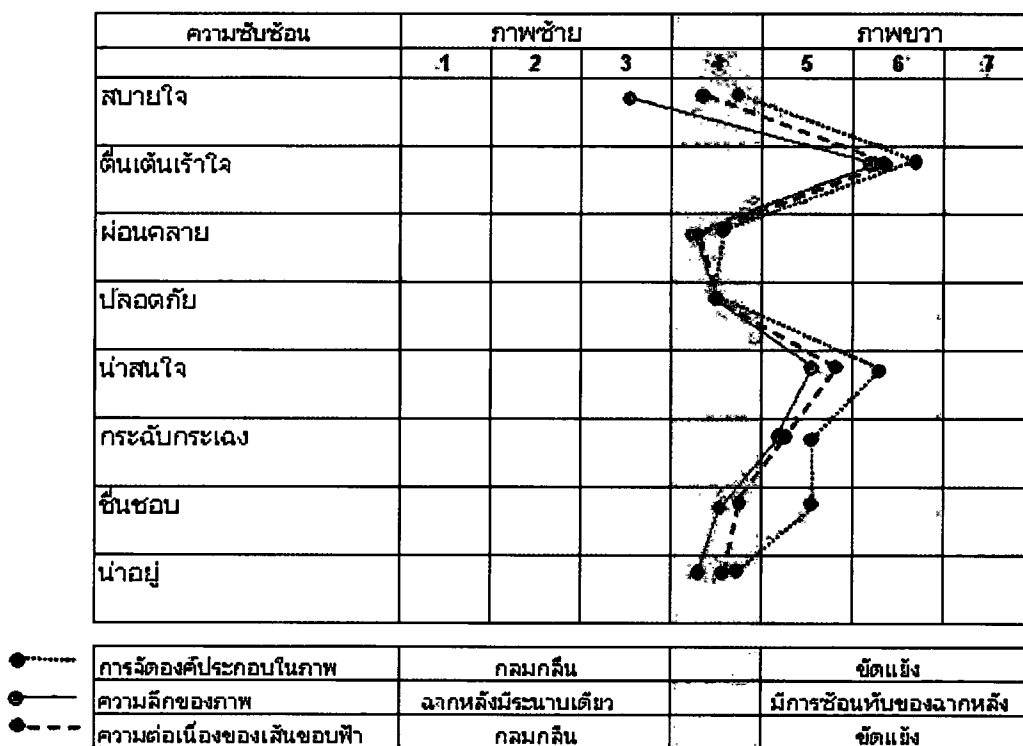 ความซับซ้อน ภาพซ้าย ภาพขวา
1 2 3 4 5 6 7
สบายใจ
ตื่นเต้นเร้าใจ
ผ่อนคลาย
ปลอดภัย
น่าสนใจ
กระฉับกระเฉง
ชื่นชอบ
น่าอยู่
การจัดองค์ประกอบในภาพ กลมกลืน ขัดแย้ง
ความลึกของภาพ ฉากหลังมีระนาบเดียว มีการซ้อนทับของฉากหลัง
ความต่อเนื่องของเส้นขอบฟ้า กลมกลืน ขัดแย้ง